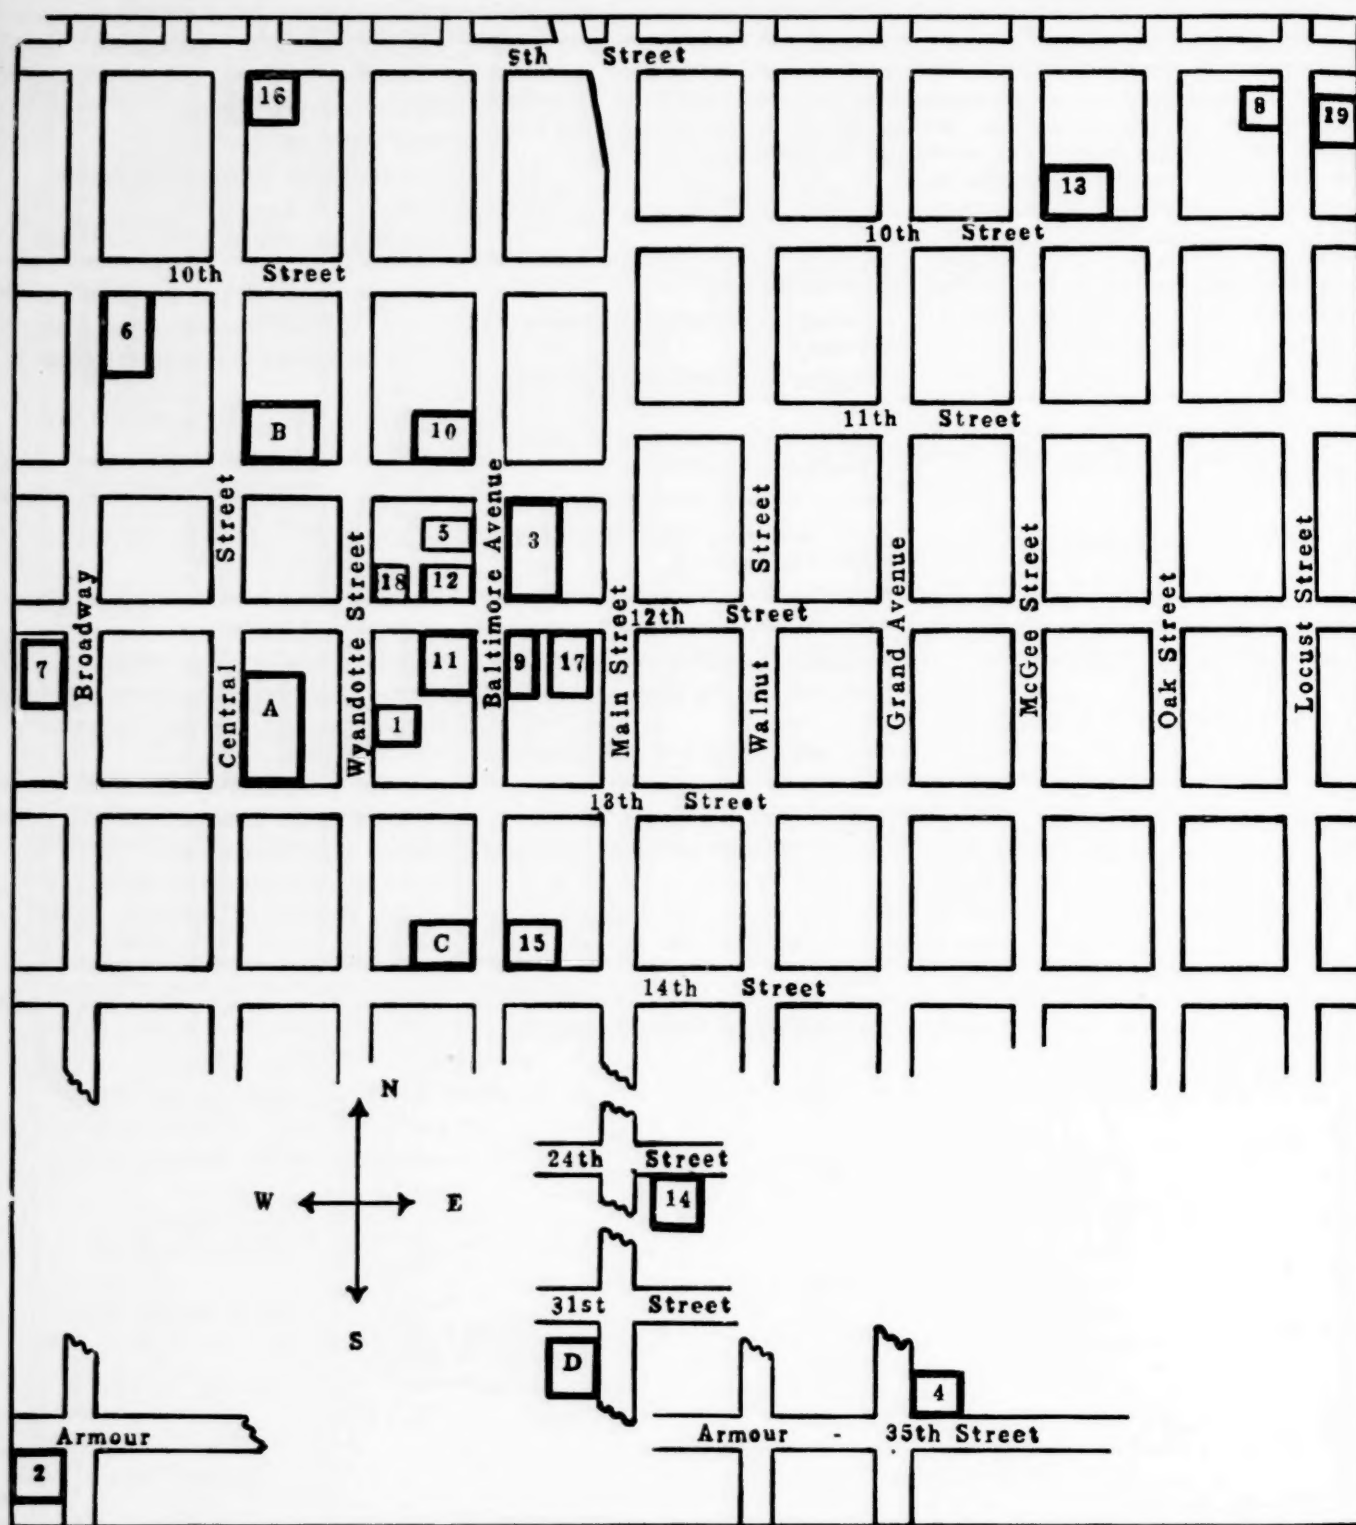 9th Street
16
8
19
13
10th Street
10th Street
6
11th Street
B
10
5
3
18
12
12th Street
Broadway
Central Street
Wyandotte Street
Baltimore Avenue
Main Street
Walnut Street
Grand Avenue
McGee Street
Oak Street
Locust Street
7
11
9
17
A
1
13th Street
C
15
14th Street
N
W E
S
24th Street
14
31st Street
D
4
Armour
Armour - 35th Street
2